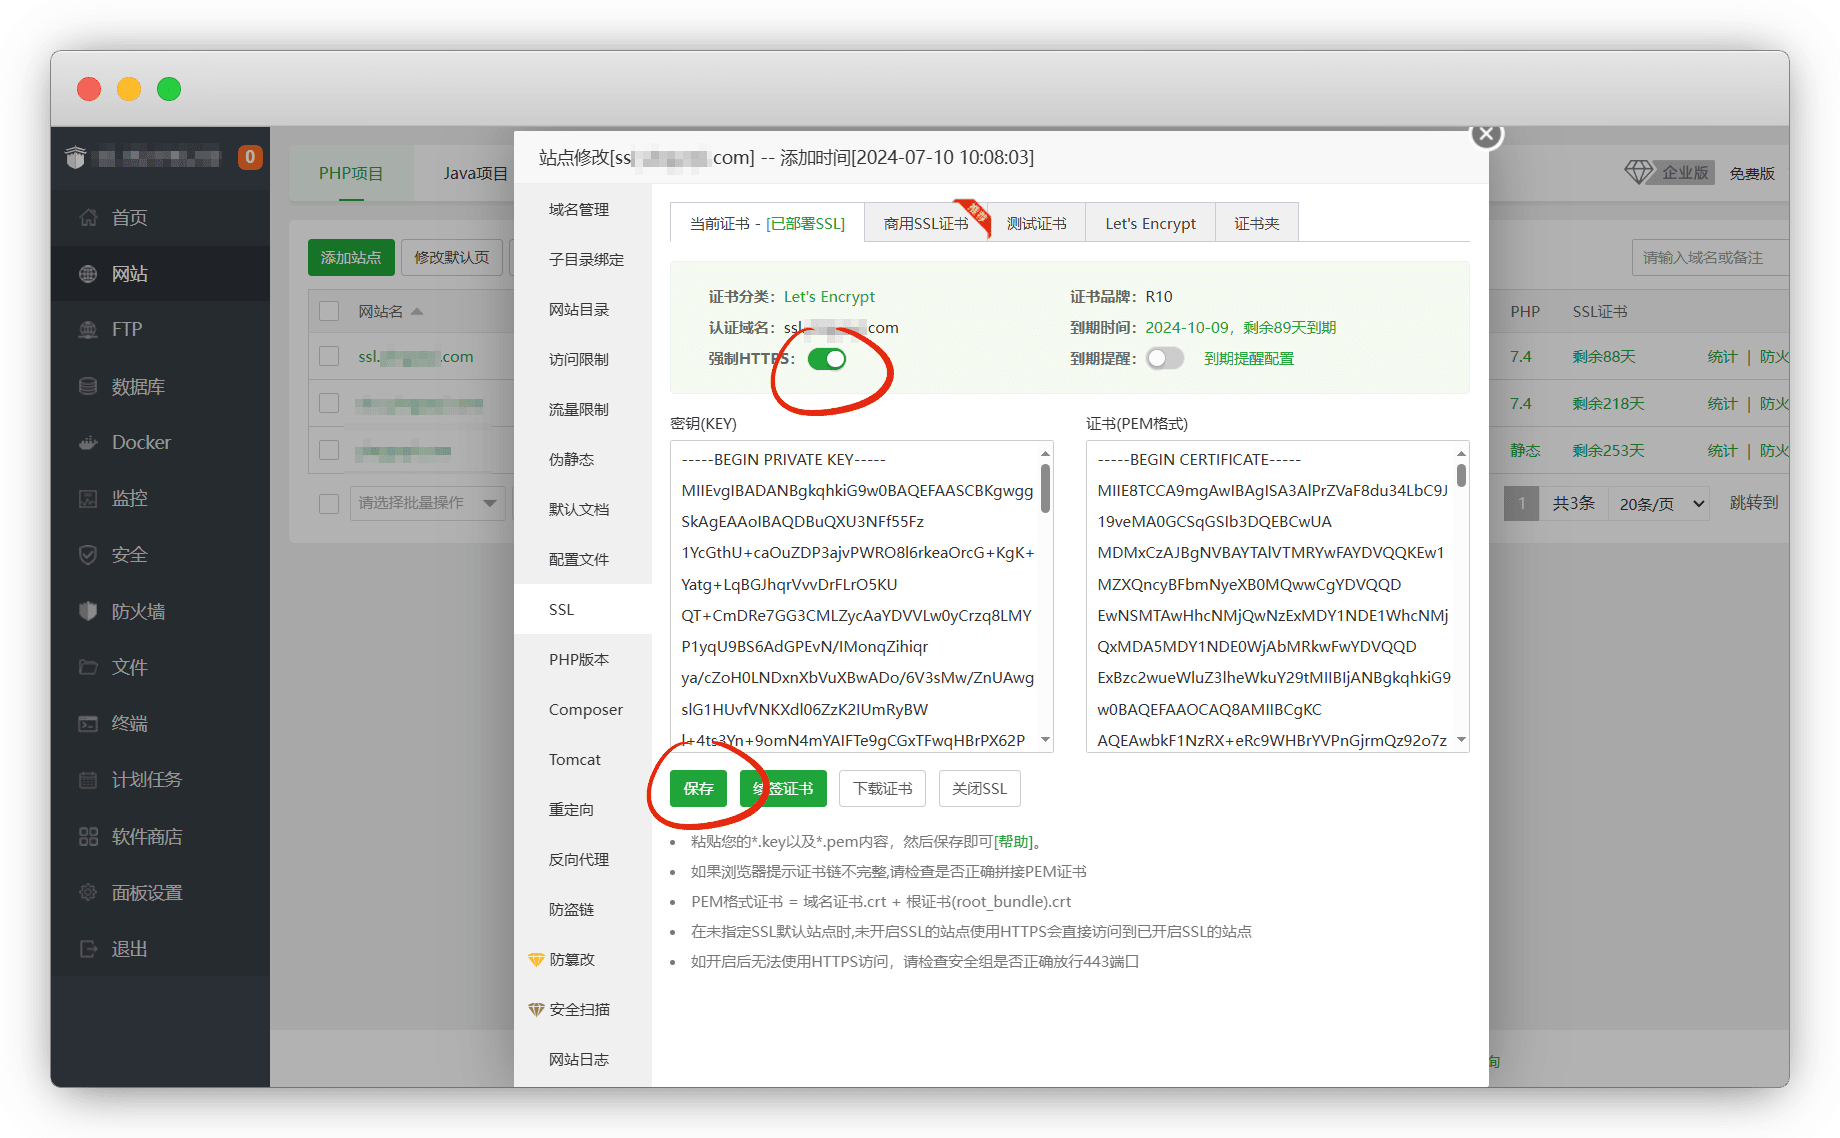 0
首页
网站
FTP
数据库
Docker
监控
安全
防火墙
文件
终端
计划任务
软件商店
面板设置
退出
PHP项目
Java项目
企业版
免费版
添加站点
修改默认页
请输入域名或备注
网站名
PHP
SSL证书
ssl.
.com
7.4
剩余88天
统计 | 防火
7.4
剩余218天
统计 | 防火
静态
剩余253天
统计 | 防火
请选择批量操作
1
共3条
20条/页
跳转到
询
站点修改[ss
com] -- 添加时间[2024-07-10 10:08:03]
域名管理
子目录绑定
网站目录
访问限制
流量限制
伪静态
默认文档
配置文件
SSL
PHP版本
Composer
Tomcat
重定向
反向代理
防盗链
防篡改
安全扫描
网站日志
当前证书 - [已部署SSL]
商用SSL证书
推荐
测试证书
Let's Encrypt
证书夹
证书分类： Let's Encrypt
证书品牌： R10
认证域名： ssl.
com
到期时间： 2024-10-09，剩余89天到期
强制HTTPS：
到期提醒：
到期提醒配置
密钥(KEY)
-----BEGIN PRIVATE KEY-----
MIIEvgIBADANBgkqhkiG9w0BAQEFAASCBKgwgg
SkAgEAAoIBAQDBuQXU3NFf55Fz
1YcGthU+caOuZDP3ajvPWRO8l6rkeaOrcG+KgK+
Yatg+LqBGJhqrVvvDrFLrO5KU
QT+CmDRe7GG3CMLZycAaYDVVLw0yCrzq8LMY
P1yqU9BS6AdGPEvN/IMonqZihiqr
ya/cZoH0LNDxnXbVuXBwADo/6V3sMw/ZnUAwg
slG1HUvfVNKXdl06ZzK2IUmRyBW
l+4ts3Yn+9omN4mYAIFTe9gCGxTFwqHBrPX62P
证书(PEM格式)
-----BEGIN CERTIFICATE-----
MIIE8TCCA9mgAwIBAgISA3AlPrZVaF8du34LbC9J
19veMA0GCSqGSIb3DQEBCwUA
MDMxCzAJBgNVBAYTAlVTMRYwFAYDVQQKEw1
MZXQncyBFbmNyeXB0MQwwCgYDVQQD
EwNSMTAwHhcNMjQwNzExMDY1NDE1WhcNMj
QxMDA5MDY1NDE0WjAbMRkwFwYDVQQD
ExBzc2wueWluZ3lheWkuY29tMIIBIjANBgkqhkiG9
w0BAQEFAAOCAQ8AMIIBCgKC
AQEAwbkF1NzRX+eRc9WHBrYVPnGjrmQz92o7z
保存
续签证书
下载证书
关闭SSL
粘贴您的*.key以及*.pem内容，然后保存即可[帮助]。
如果浏览器提示证书链不完整,请检查是否正确拼接PEM证书
PEM格式证书 = 域名证书.crt + 根证书(root_bundle).crt
在未指定SSL默认站点时,未开启SSL的站点使用HTTPS会直接访问到已开启SSL的站点
如开启后无法使用HTTPS访问，请检查安全组是否正确放行443端口